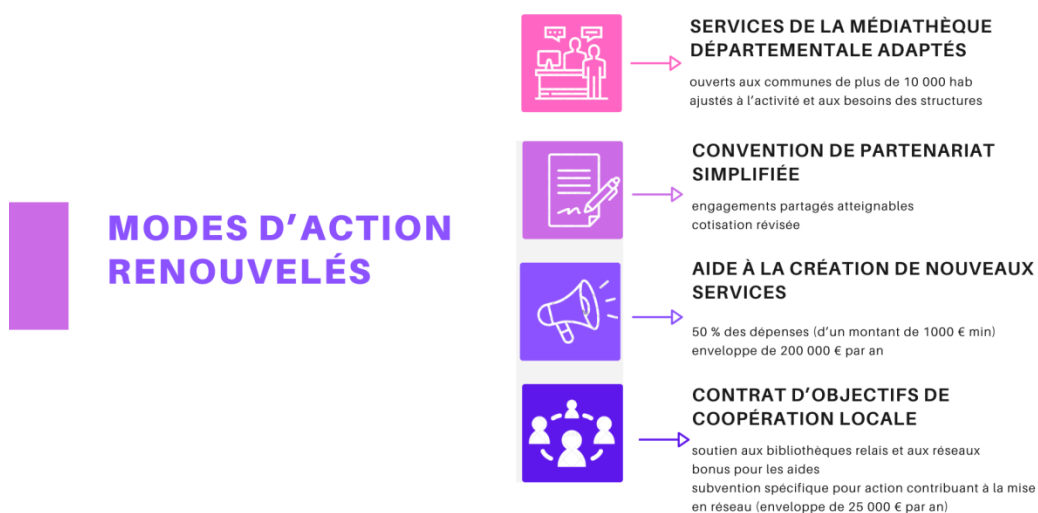 MODES D’ACTION
RENOUVELÉS
SERVICES DE LA MÉDIATHÈQUE
DÉPARTEMENTALE ADAPTÉS
ouverts aux communes de plus de 10 000 hab
ajustés à l’activité et aux besoins des structures
CONVENTION DE PARTENARIAT
SIMPLIFIÉE
engagements partagés atteignables
cotisation révisée
AIDE À LA CRÉATION DE NOUVEAUX
SERVICES
50 % des dépenses (d’un montant de 1000 € min)
enveloppe de 200 000 € par an
CONTRAT D’OBJECTIFS DE
COOPÉRATION LOCALE
soutien aux bibliothèques relais et aux réseaux
bonus pour les aides
subvention spécifique pour action contribuant à la mise
en réseau (enveloppe de 25 000 € par an)